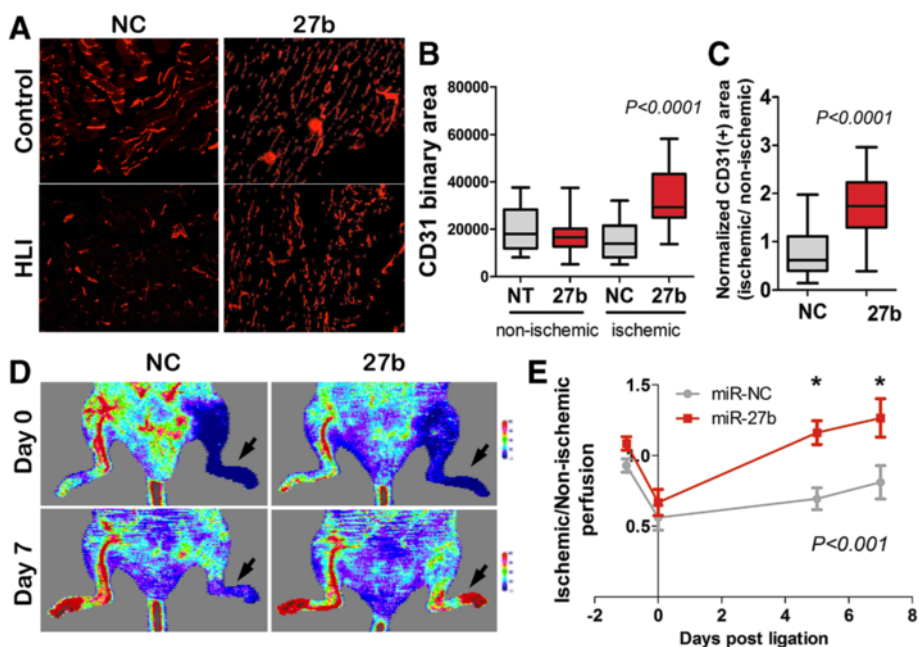 A
NC
27b
Control
HLI
B
CD31 binary area
80000
60000
40000
20000
0
P<0.0001
NT
27b
NC
27b
non-ischemic
ischemic
C
Normalized CD31(+) area
(ischemic/ non-ischemic)
4
3
2
1
0
P<0.0001
NC
27b
D
NC
27b
Day 0
Day 7
E
Ischemic/Non-ischemic
perfusion
1.5
1.0
0.5
miR-NC
miR-27b
*
*
P<0.001
-2
0
2
4
6
8
Days post ligation